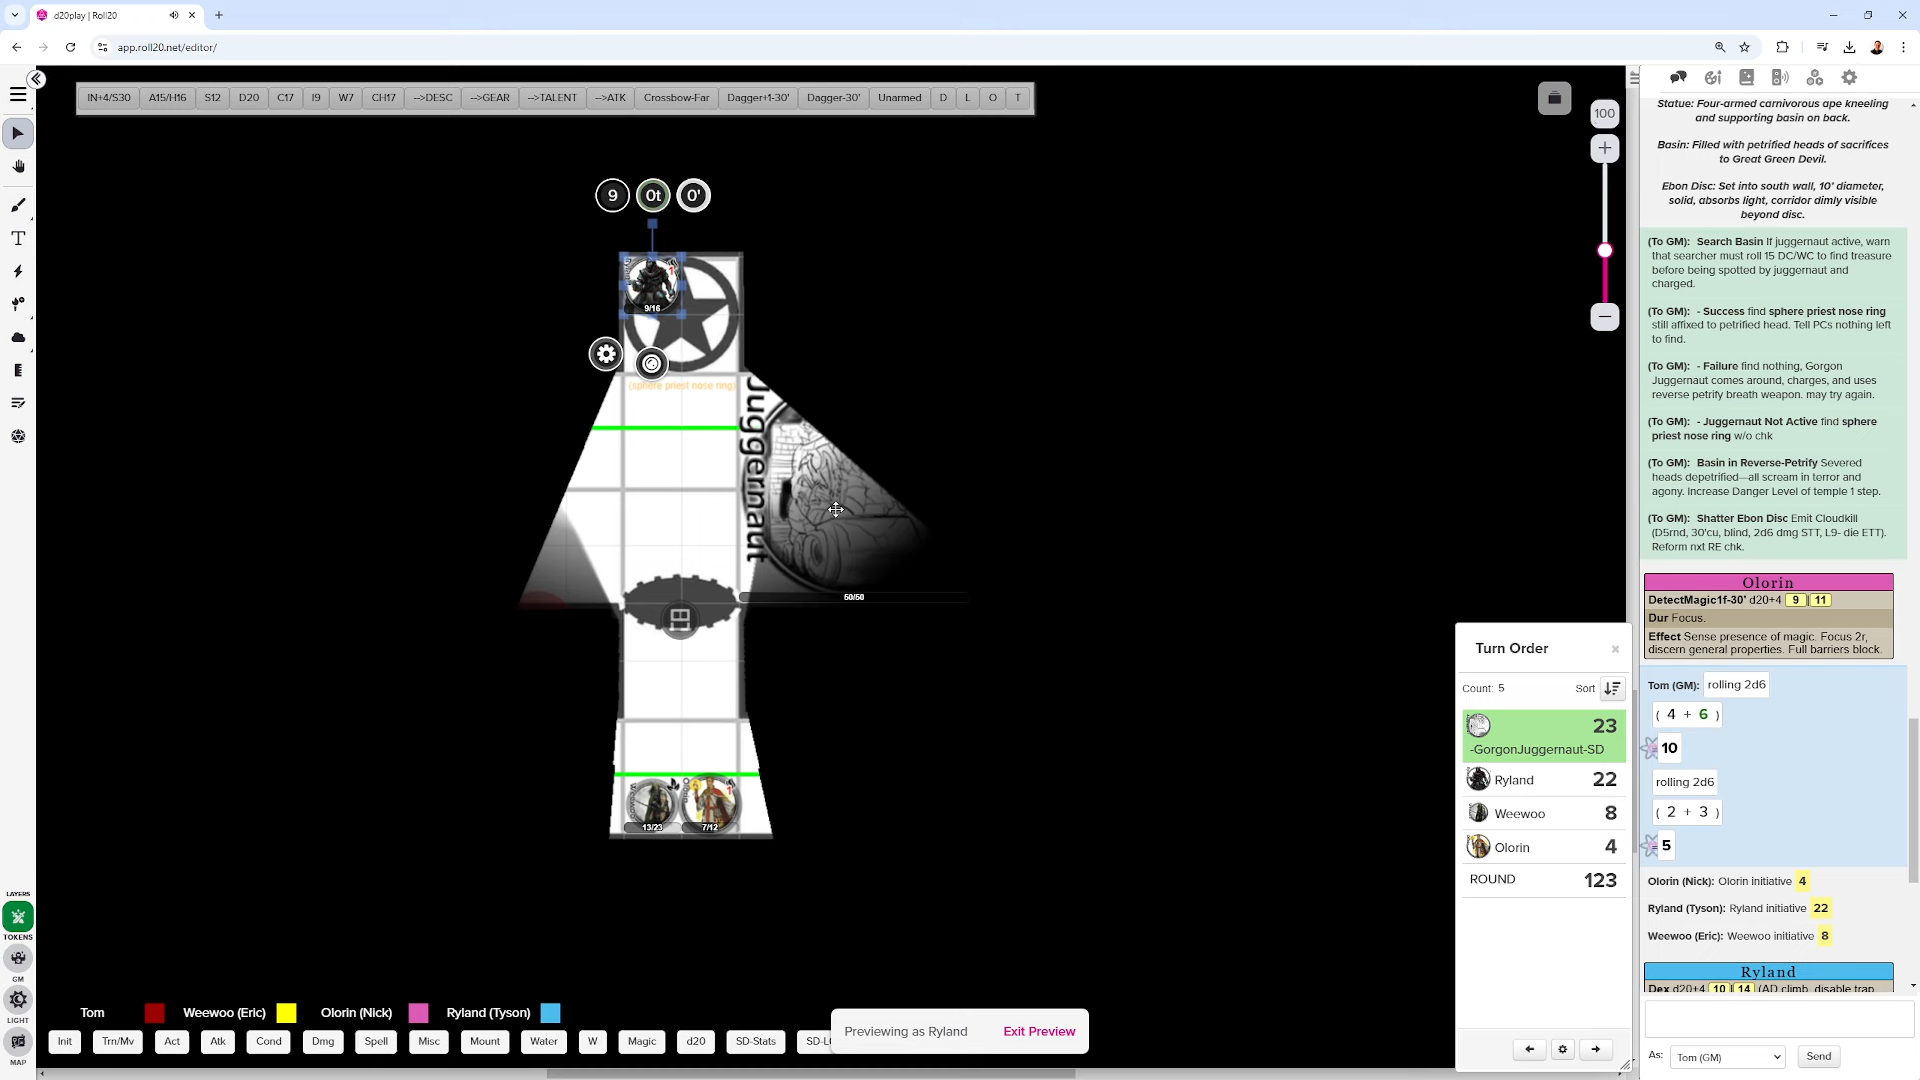 d20play | Roll20
app.roll20.net/editor/
IN+4/S30 A15/H16 S12 D20 C17 I9 W7 CH17 -->DESC -->GEAR -->TALENT -->ATK Crossbow-Far Dagger+1-30' Dagger-30' Unarmed D L O T
100
9 0t 0'
9/16
(sphere priest nose ring)
Juggernaut
50/50
13/23 7/12
LAYERS
TOKENS
GM
LIGHT
MAP
Tom Weewoo (Eric) Olorin (Nick) Ryland (Tyson)
Init Trn/Mv Act Atk Cond Dmg Spell Misc Mount Water W Magic d20 SD-Stats
Previewing as Ryland Exit Preview
Turn Order
Count: 5 Sort
23
-GorgonJuggernaut-SD
Ryland 22
Weewoo 8
Olorin 4
ROUND 123
Statue: Four-armed carnivorous ape kneeling
and supporting basin on back.
Basin: Filled with petrified heads of sacrifices
to Great Green Devil.
Ebon Disc: Set into south wall, 10' diameter,
solid, absorbs light, corridor dimly visible
beyond disc.
(To GM): Search Basin If juggernaut active, warn
that searcher must roll 15 DC/WC to find treasure
before being spotted by juggernaut and
charged.
(To GM): - Success find sphere priest nose ring
still affixed to petrified head. Tell PCs nothing left
to find.
(To GM): - Failure find nothing, Gorgon
Juggernaut comes around, charges, and uses
reverse petrify breath weapon. may try again.
(To GM): - Juggernaut Not Active find sphere
priest nose ring w/o chk
(To GM): Basin in Reverse-Petrify Severed
heads depetrified—all scream in terror and
agony. Increase Danger Level of temple 1 step.
(To GM): Shatter Ebon Disc Emit Cloudkill
(D5rnd, 30'cu, blind, 2d6 dmg STT, L9- die ETT).
Reform nxt RE chk.
Olorin
DetectMagic1f-30' d20+4 9 11
Dur Focus.
Effect Sense presence of magic. Focus 2r,
discern general properties. Full barriers block.
Tom (GM): rolling 2d6
( 4 + 6 )
10
rolling 2d6
( 2 + 3 )
5
Olorin (Nick): Olorin initiative 4
Ryland (Tyson): Ryland initiative 22
Weewoo (Eric): Weewoo initiative 8
Ryland
Dex d20+4 10 14 (AD climb, disable trap
As: Tom (GM) Send